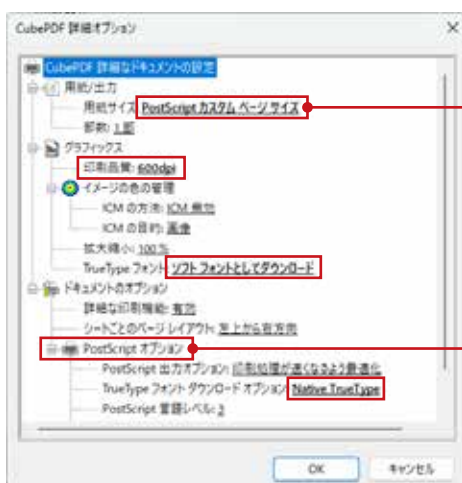 CubePDF 詳細オプション
CubePDF 詳細なドキュメントの設定
用紙/出力
用紙サイズ: PostScript カスタム ページ サイズ
部数: 1 部
グラフィックス
印刷品質: 600dpi
イメージの色の管理
ICM の方法: ICM 無効
ICM の目的: 画像
拡大縮小: 100 %
TrueType フォント: ソフト フォントとしてダウンロード
ドキュメントのオプション
詳細な印刷機能: 有効
シートごとのページ レイアウト: 左上から右方向
PostScript オプション
PostScript 出力オプション: 印刷処理が速くなるよう最適化
TrueType フォント ダウンロード オプション: Native TrueType
PostScript 言語レベル: 3
OK キャンセル